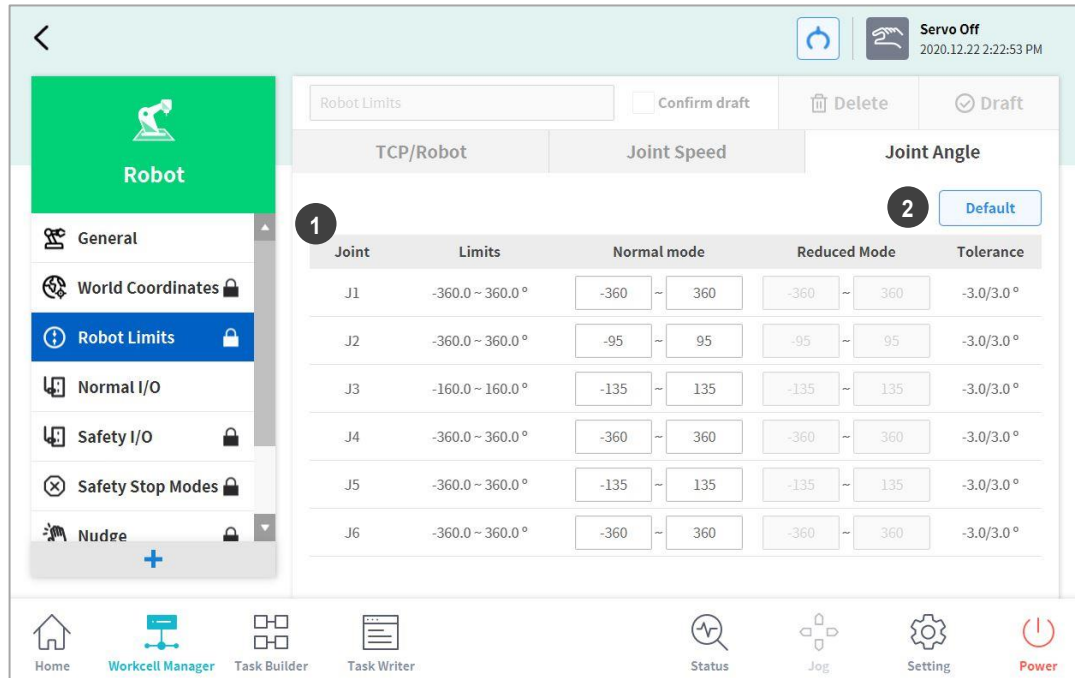 Servo Off
2020.12.22 2:22:53 PM
Robot
General
World Coordinates
Robot Limits
Normal I/O
Safety I/O
Safety Stop Modes
Nudge
+
Robot Limits Confirm draft Delete Draft
TCP/Robot Joint Speed Joint Angle
1
2 Default
Joint Limits Normal mode Reduced Mode Tolerance
J1 -360.0 ~ 360.0 º -360 ~ 360 -360 ~ 360 -3.0/3.0 º
J2 -360.0 ~ 360.0 º -95 ~ 95 -95 ~ 95 -3.0/3.0 º
J3 -160.0 ~ 160.0 º -135 ~ 135 -135 ~ 135 -3.0/3.0 º
J4 -360.0 ~ 360.0 º -360 ~ 360 -360 ~ 360 -3.0/3.0 º
J5 -360.0 ~ 360.0 º -135 ~ 135 -135 ~ 135 -3.0/3.0 º
J6 -360.0 ~ 360.0 º -360 ~ 360 -360 ~ 360 -3.0/3.0 º
Home Workcell Manager Task Builder Task Writer Status Jog Setting Power